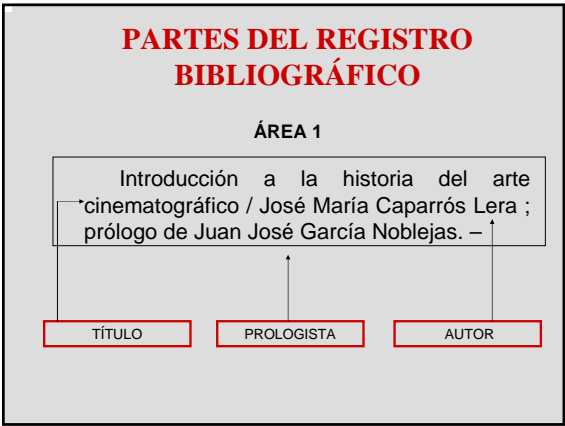 PARTES DEL REGISTRO
BIBLIOGRÁFICO
ÁREA 1
Introducción a la historia del arte
cinematográfico / José María Caparrós Lera ;
prólogo de Juan José García Noblejas. –
TÍTULO
PROLOGISTA
AUTOR